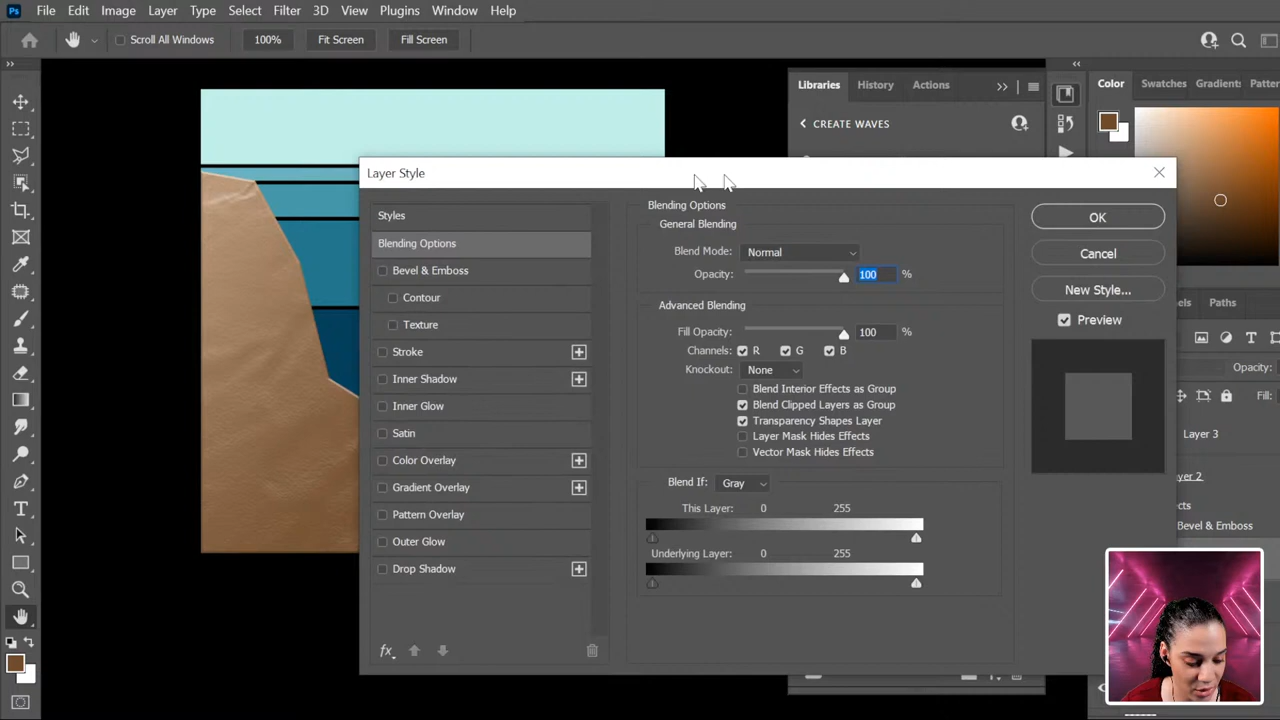 Ps File Edit Image Layer Type Select Filter 3D View Plugins Window Help
Scroll All Windows 100% Fit Screen Fill Screen
Libraries History Actions
Color Swatches Gradients
CREATE WAVES
Layer Style
Styles
Blending Options
Bevel & Emboss
Contour
Texture
Stroke
Inner Shadow
Inner Glow
Satin
Color Overlay
Gradient Overlay
Pattern Overlay
Outer Glow
Drop Shadow
fx
Blending Options
General Blending
Blend Mode: Normal
Opacity: 100 %
Advanced Blending
Fill Opacity: 100 %
Channels: R G B
Knockout: None
Blend Interior Effects as Group
Blend Clipped Layers as Group
Transparency Shapes Layer
Layer Mask Hides Effects
Vector Mask Hides Effects
Blend If: Gray
This Layer: 0 255
Underlying Layer: 0 255
OK
Cancel
New Style...
Preview
Paths
Opacity:
Fill:
Layer 3
Bevel & Emboss